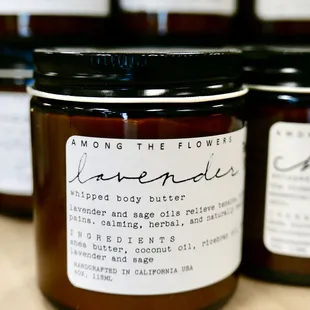 AMONG THE FLOWERS
lavender
whipped body butter
lavender and sage oils relieve
pains. calming, herbal, and
INGREDIENTS
shea butter, coconut oil,
lavender and sage
HANDCRAFTED IN CALIFORNIA USA
4OZ, 118ML